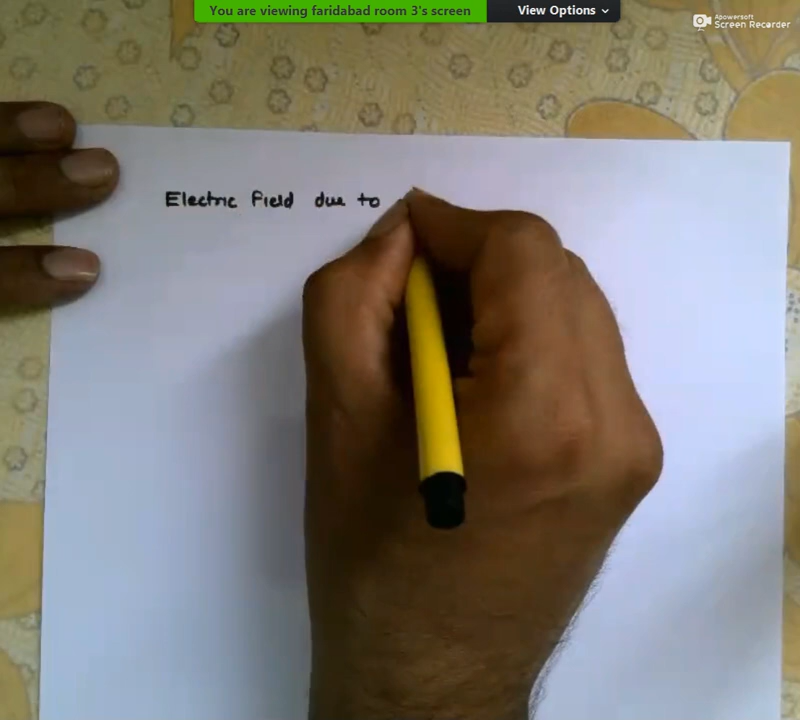 You are viewing faridabad room 3's screen
View Options
Apowersoft
Screen Recorder
Electric Field due to